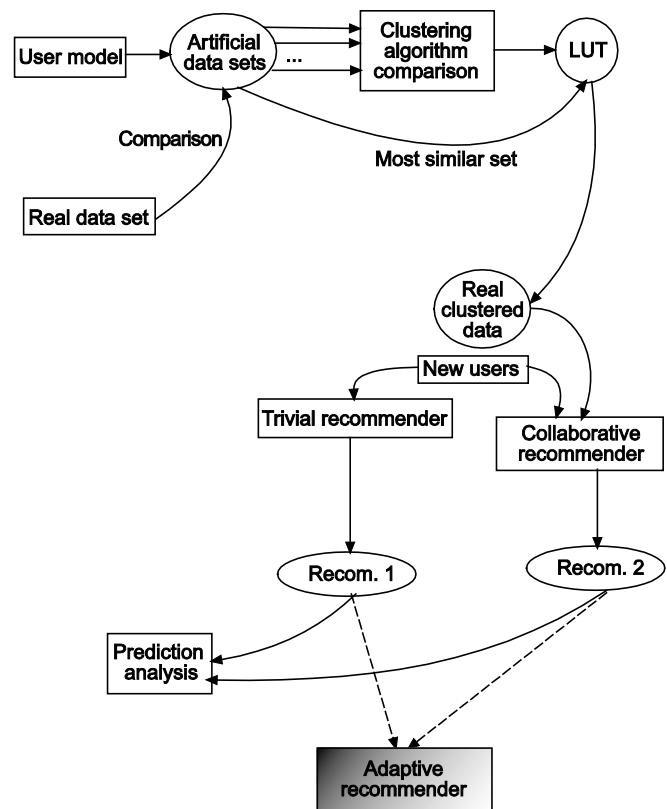 User model
Artificial
data sets
...
Clustering
algorithm
comparison
LUT
Comparison
Most similar set
Real data set
Real
clustered
data
New users
Trivial recommender
Collaborative
recommender
Recom. 1
Recom. 2
Prediction
analysis
Adaptive
recommender